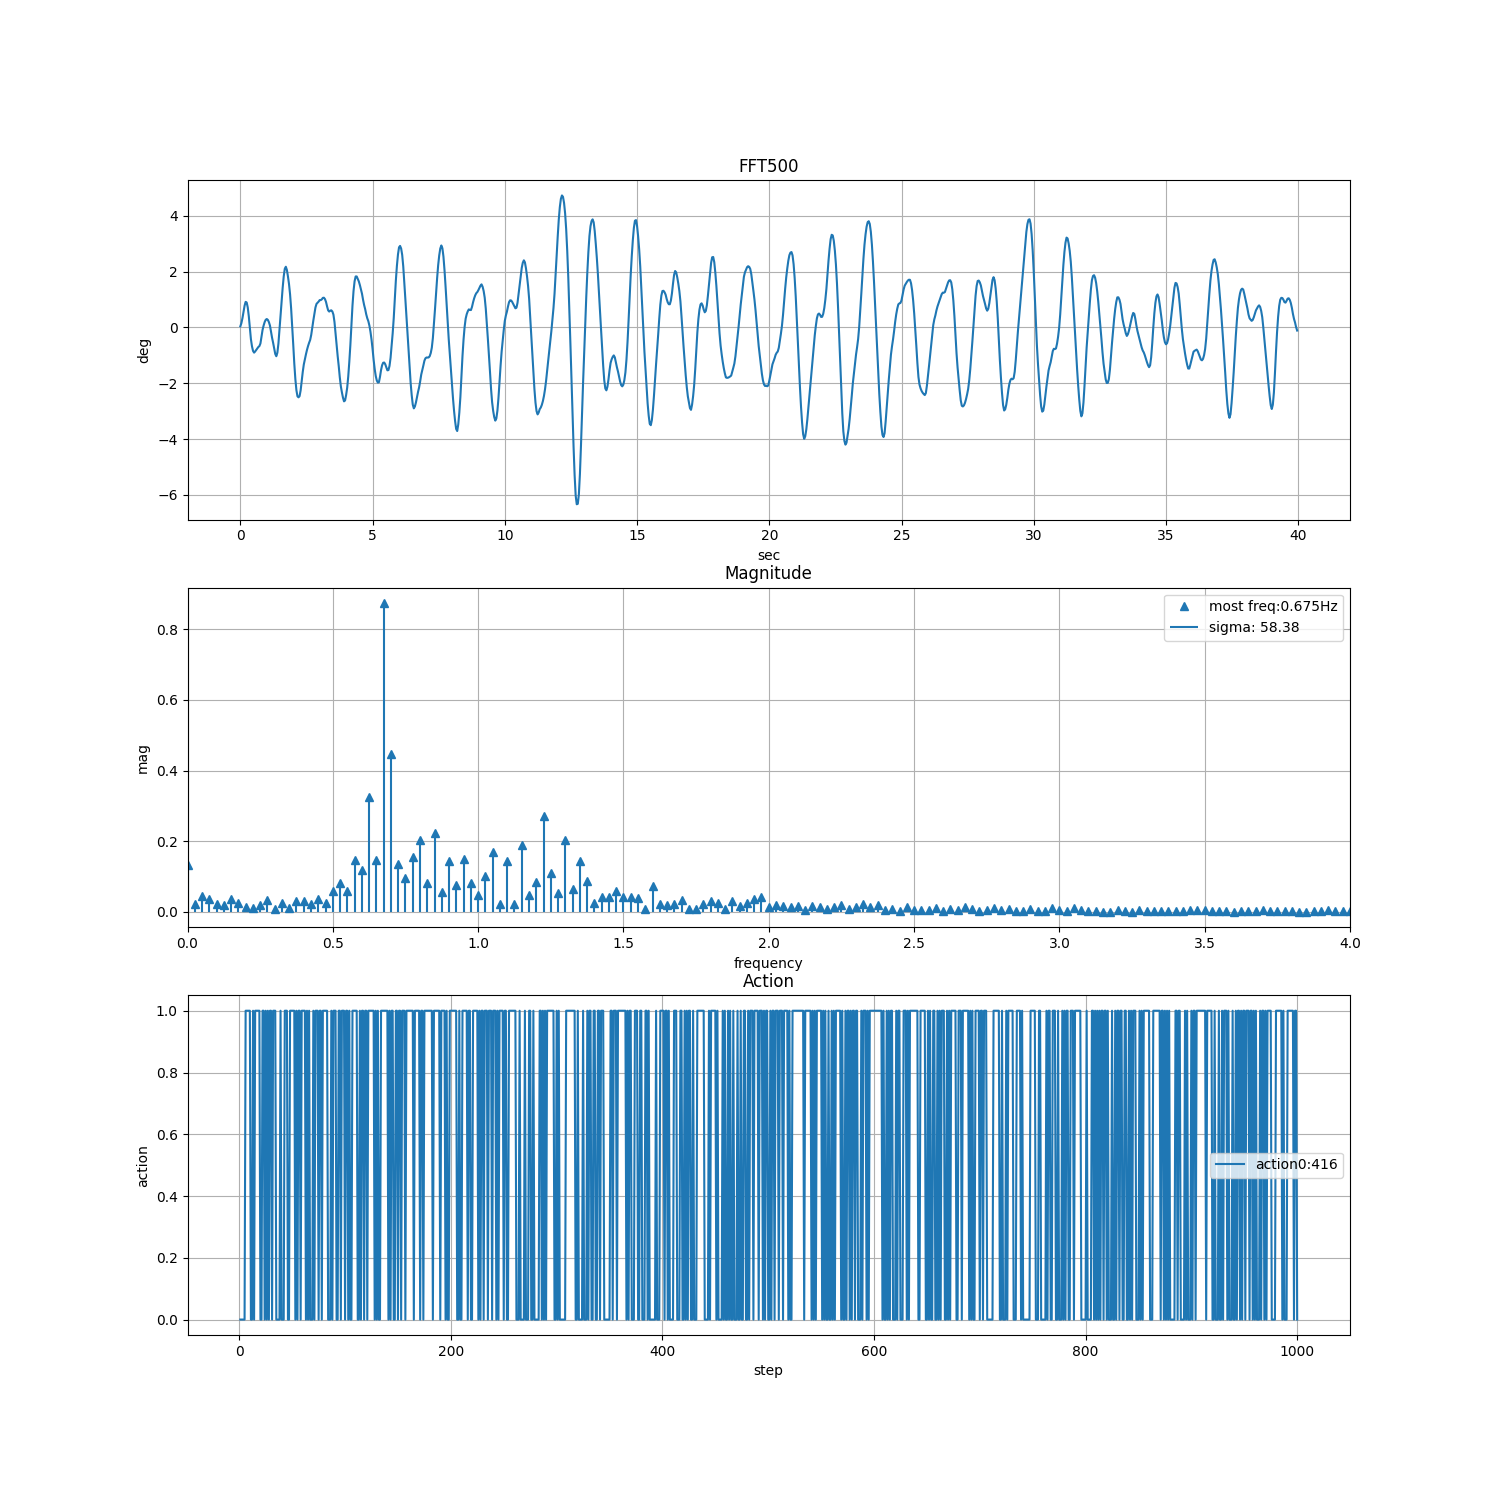 FFT500
4
2
0
−2
−4
−6
deg
0 5 10 15 20 25 30 35 40
sec
Magnitude
most freq:0.675Hz
sigma: 58.38
0.8
0.6
0.4
0.2
0.0
mag
0.0 0.5 1.0 1.5 2.0 2.5 3.0 3.5 4.0
frequency
Action
1.0
0.8
0.6
0.4
0.2
0.0
action
action0:416
0 200 400 600 800 1000
step